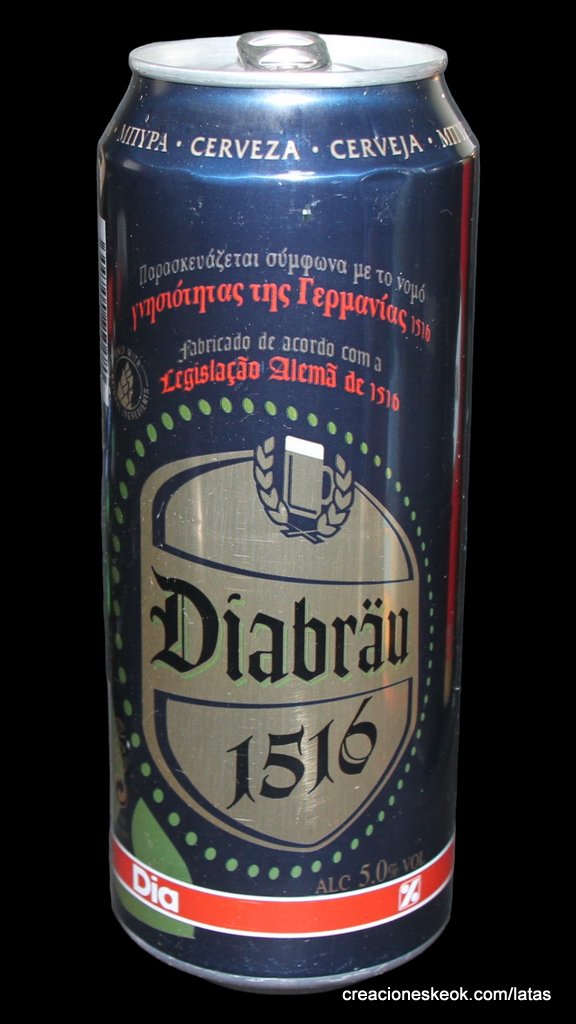 · ΜΠΥΡΑ · CERVEZA · CERVEJA ·
Παρασκευάζεται σύμφωνα με το νομό
γνησιότητας της Γερμανίας 1516
Fabricado de acordo com a
Legislação Alemã de 1516
Diabräu
1516
ALC 5.0% VOL
Dia %
creacioneskeok.com/latas